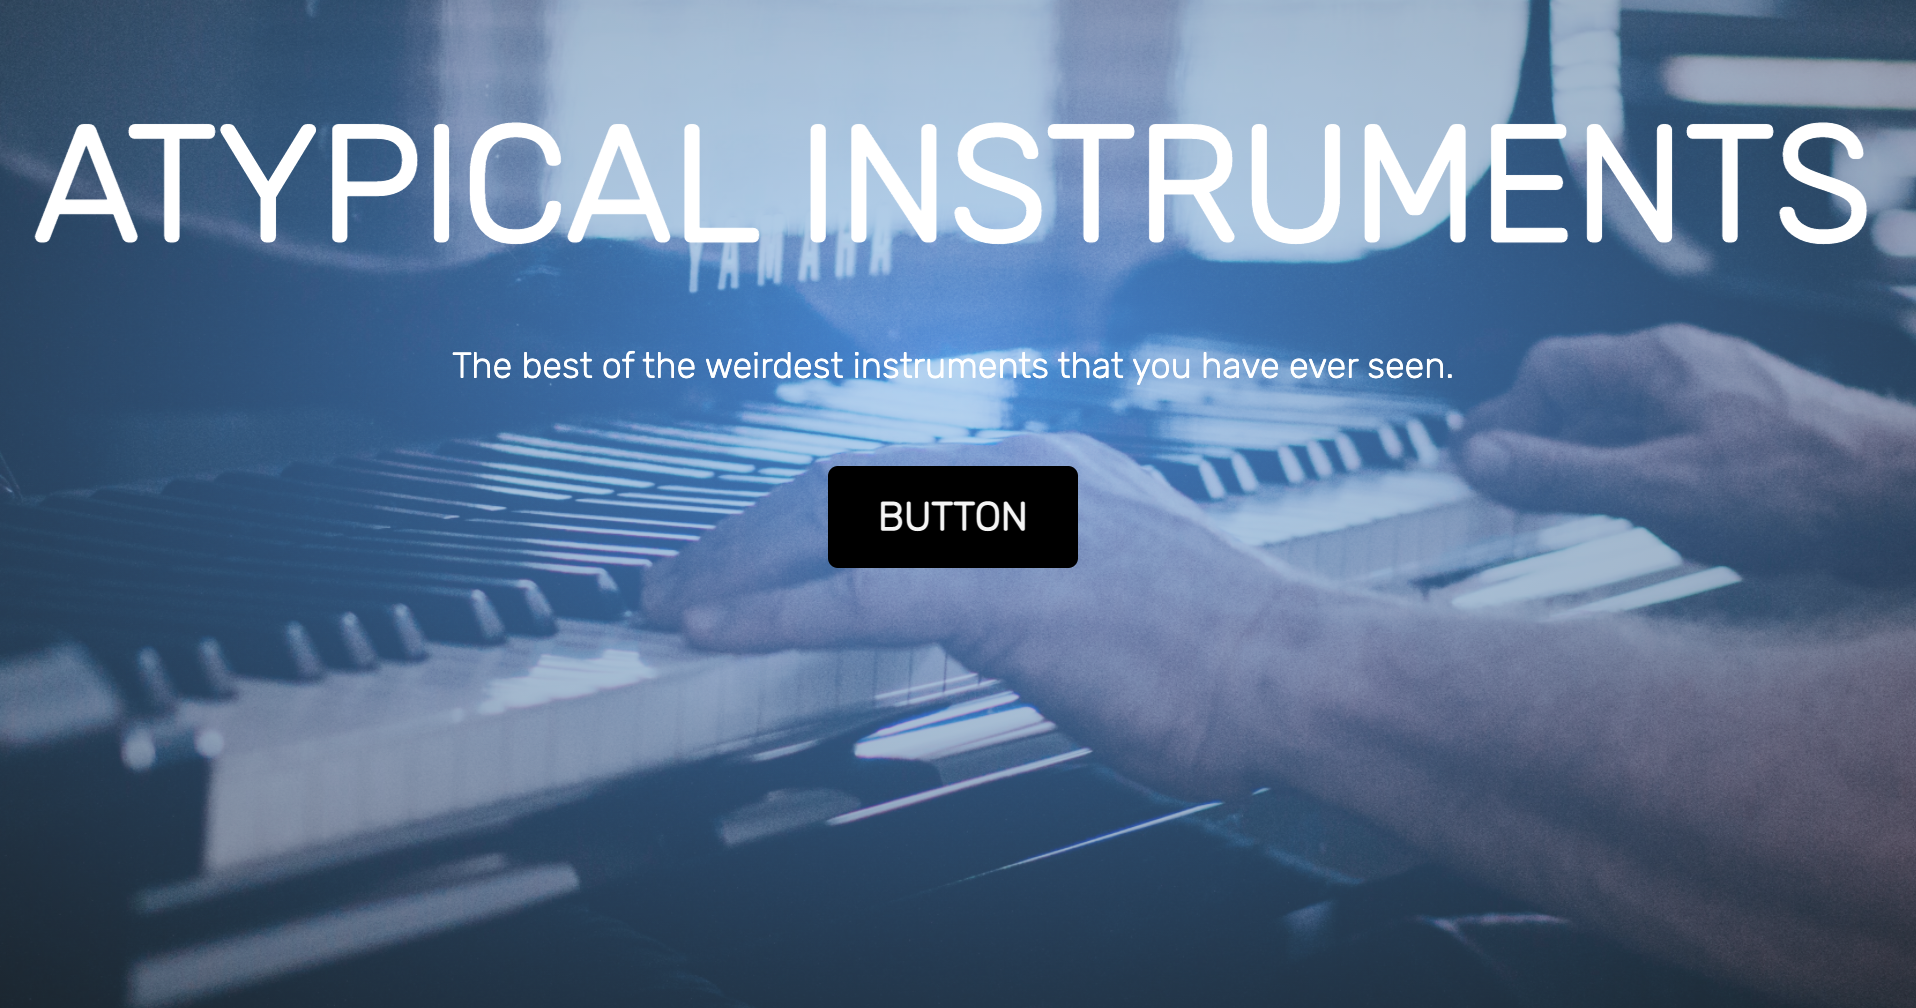 ATYPICAL INSTRUMENTS
YAMAHA
The best of the weirdest instruments that you have ever seen.
BUTTON